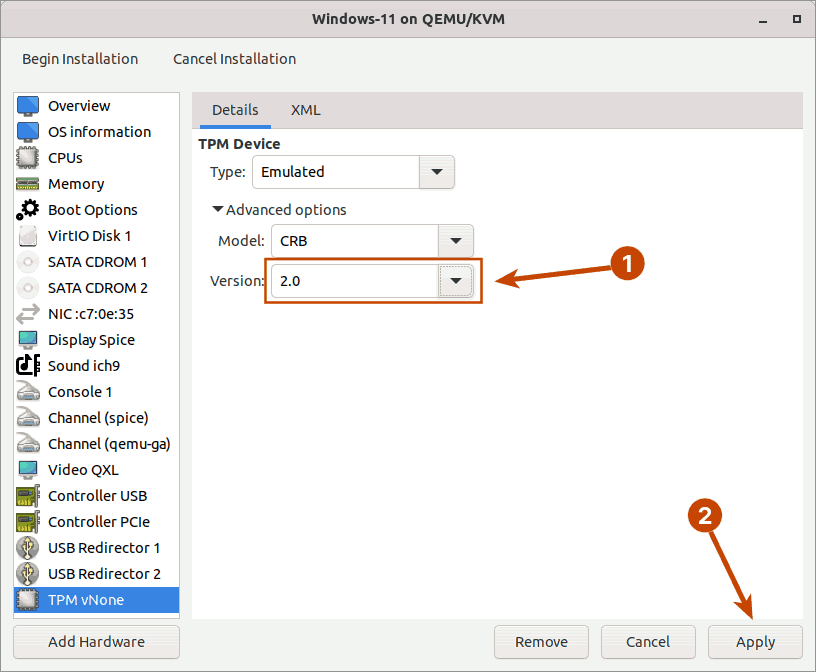 Windows-11 on QEMU/KVM
Begin Installation Cancel Installation
Overview
OS information
CPUs
Memory
Boot Options
VirtIO Disk 1
SATA CDROM 1
SATA CDROM 2
NIC :c7:0e:35
Display Spice
Sound ich9
Console 1
Channel (spice)
Channel (qemu-ga)
Video QXL
Controller USB
Controller PCIe
USB Redirector 1
USB Redirector 2
TPM vNone
Add Hardware
Details XML
TPM Device
Type: Emulated
Advanced options
Model: CRB
Version: 2.0
1
2
Remove Cancel Apply